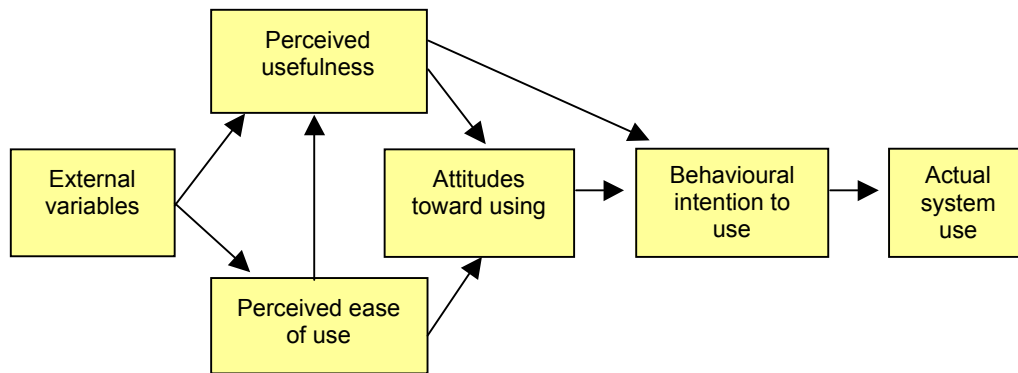 Perceived
usefulness
External
variables
Attitudes
toward using
Behavioural
intention to
use
Actual
system
use
Perceived ease
of use